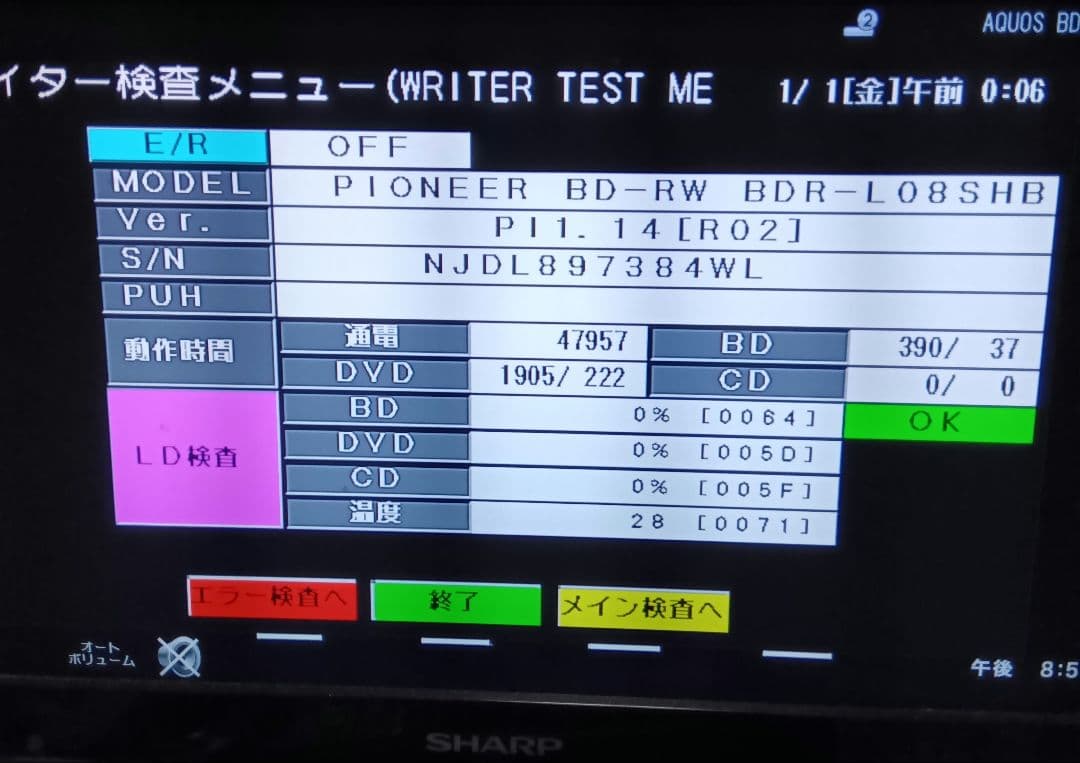 2 AQUOS BD
イター検査メニュー(WRITER TEST ME 1/ 1[金]午前 0:06
E/R OFF
MODEL PIONEER BD-RW BDR-L08SHB
Ver. PI1.14[R02]
S/N NJDL897384WL
PUH
動作時間 通電 47957 BD 390/ 37
DVD 1905/ 222 CD 0/ 0
LD検査 BD 0% [0064] OK
DVD 0% [005D]
CD 0% [005F]
温度 28 [0071]
エラー検査へ 終了 メイン検査へ
オート
ボリューム 午後 8:5
SHARP